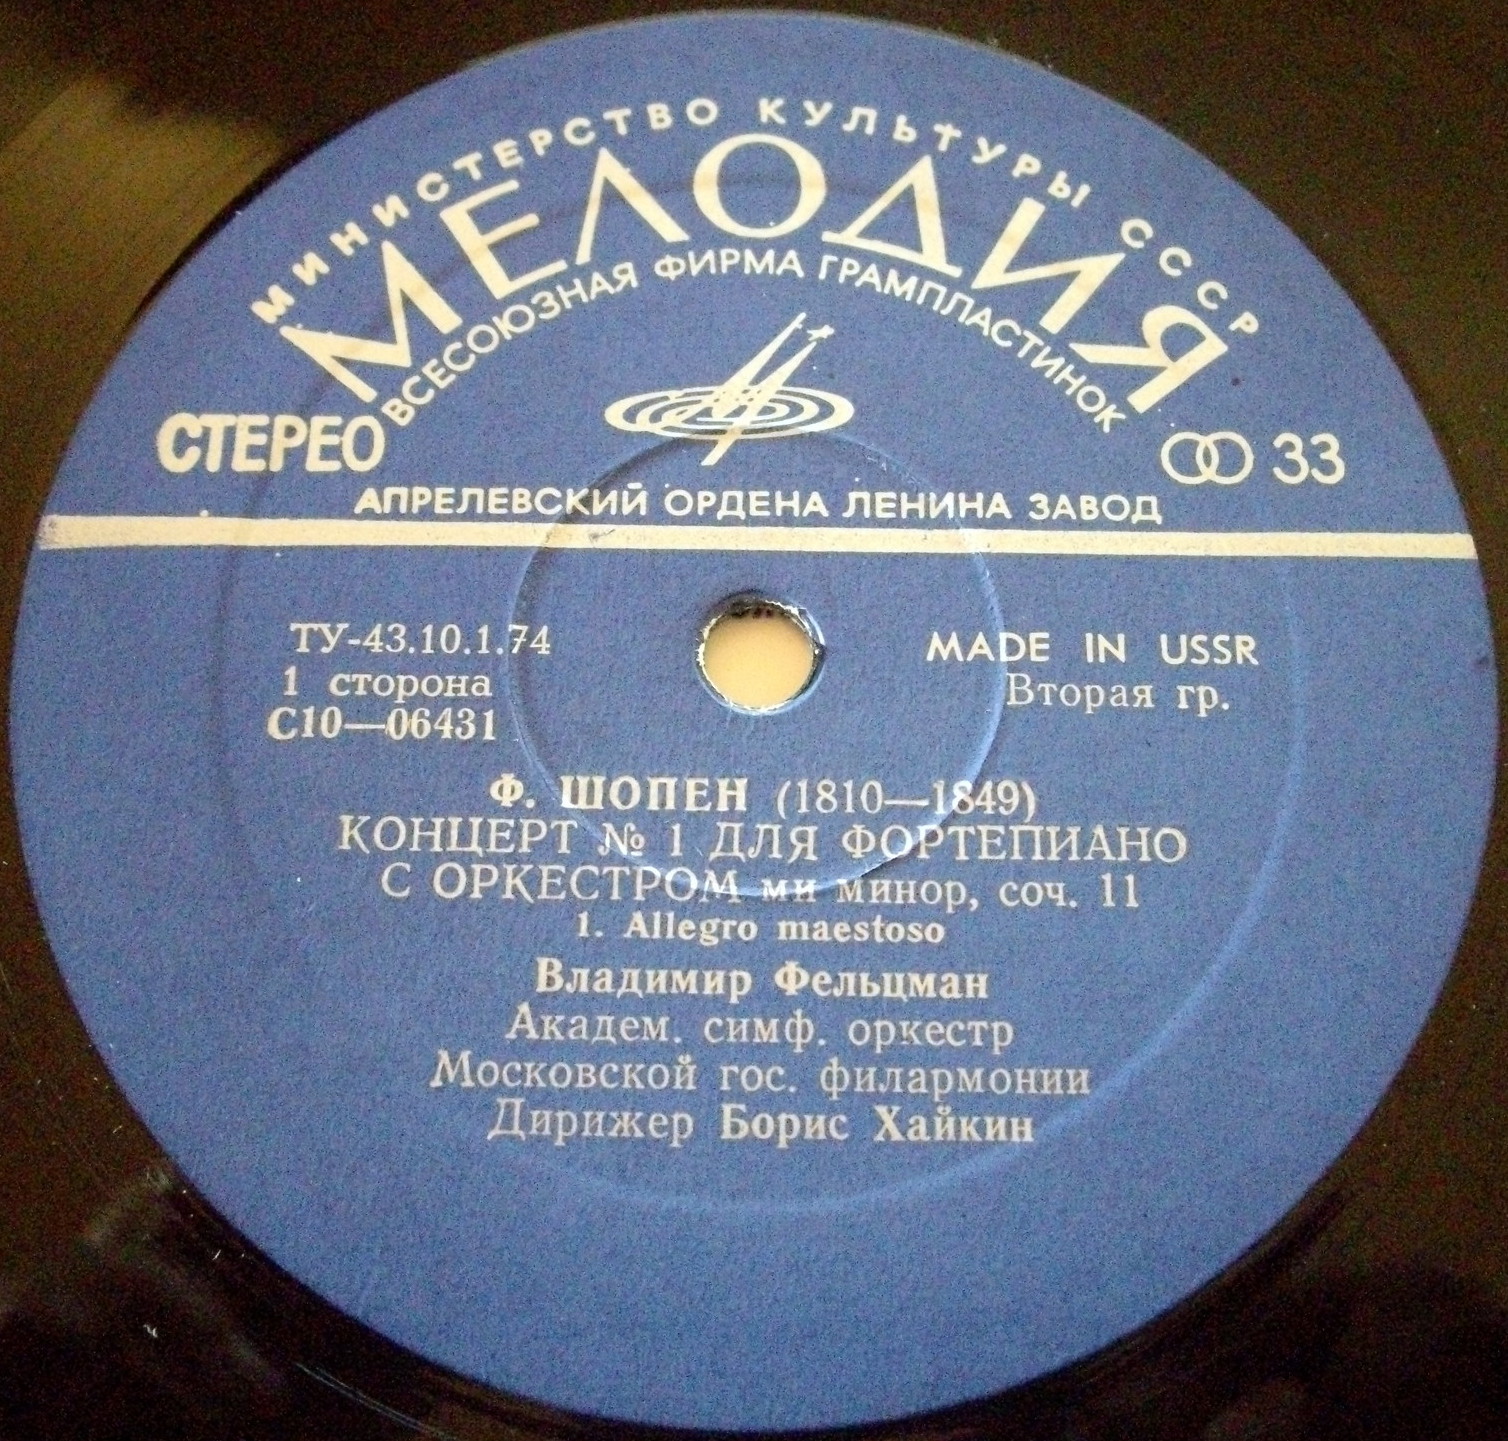 МИНИСТЕРСТВО КУЛЬТУРЫ СССР
МЕЛОДИЯ
ВСЕСОЮЗНАЯ ФИРМА ГРАМПЛАСТИНОК
СТЕРЕО
33
АПРЕЛЕВСКИЙ ОРДЕНА ЛЕНИНА ЗАВОД
ТУ-43.10.1.74
1 сторона
С10—06431
MADE IN USSR
Вторая гр.
Ф. ШОПЕН (1810—1849)
КОНЦЕРТ № 1 ДЛЯ ФОРТЕПИАНО
С ОРКЕСТРОМ ми минор, соч. 11
1. Allegro maestoso
Владимир Фельцман
Академ. симф. оркестр
Московской гос. филармонии
Дирижер Борис Хайкин